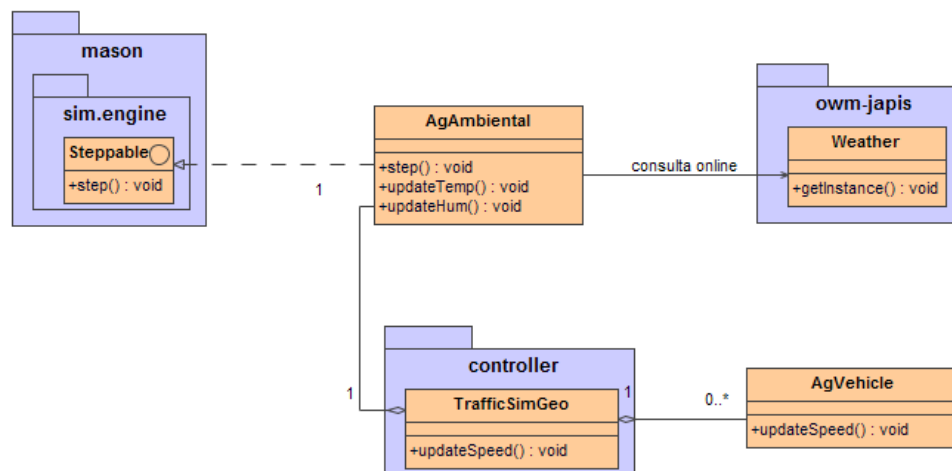 mason
sim.engine
Steppable
+step() : void
AgAmbiental
+step() : void
+updateTemp() : void
+updateHum() : void
consulta online
owm-japis
Weather
+getInstance() : void
1
1
controller
TrafficSimGeo
+updateSpeed() : void
1
0..*
AgVehicle
+updateSpeed() : void